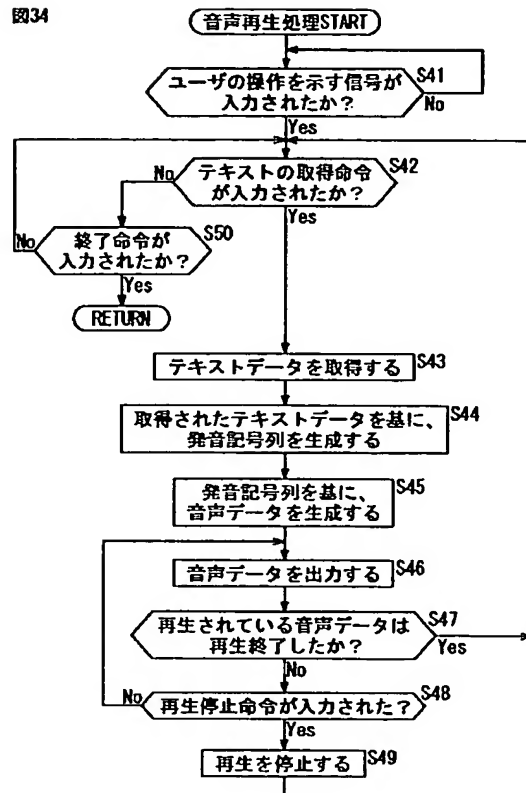 図34
音声再生処理START
S41
ユーザの操作を示す信号が
入力されたか？
No
Yes
S42
No
テキストの取得命令
が入力されたか？
Yes
S50
No
終了命令が
入力されたか？
Yes
RETURN
テキストデータを取得する
S43
取得されたテキストデータを基に、
発音記号列を生成する
S44
発音記号列を基に、
音声データを生成する
S45
音声データを出力する
S46
再生されている音声データは
再生終了したか？
S47
Yes
No
No
再生停止命令が入力された？
S48
Yes
再生を停止する
S49